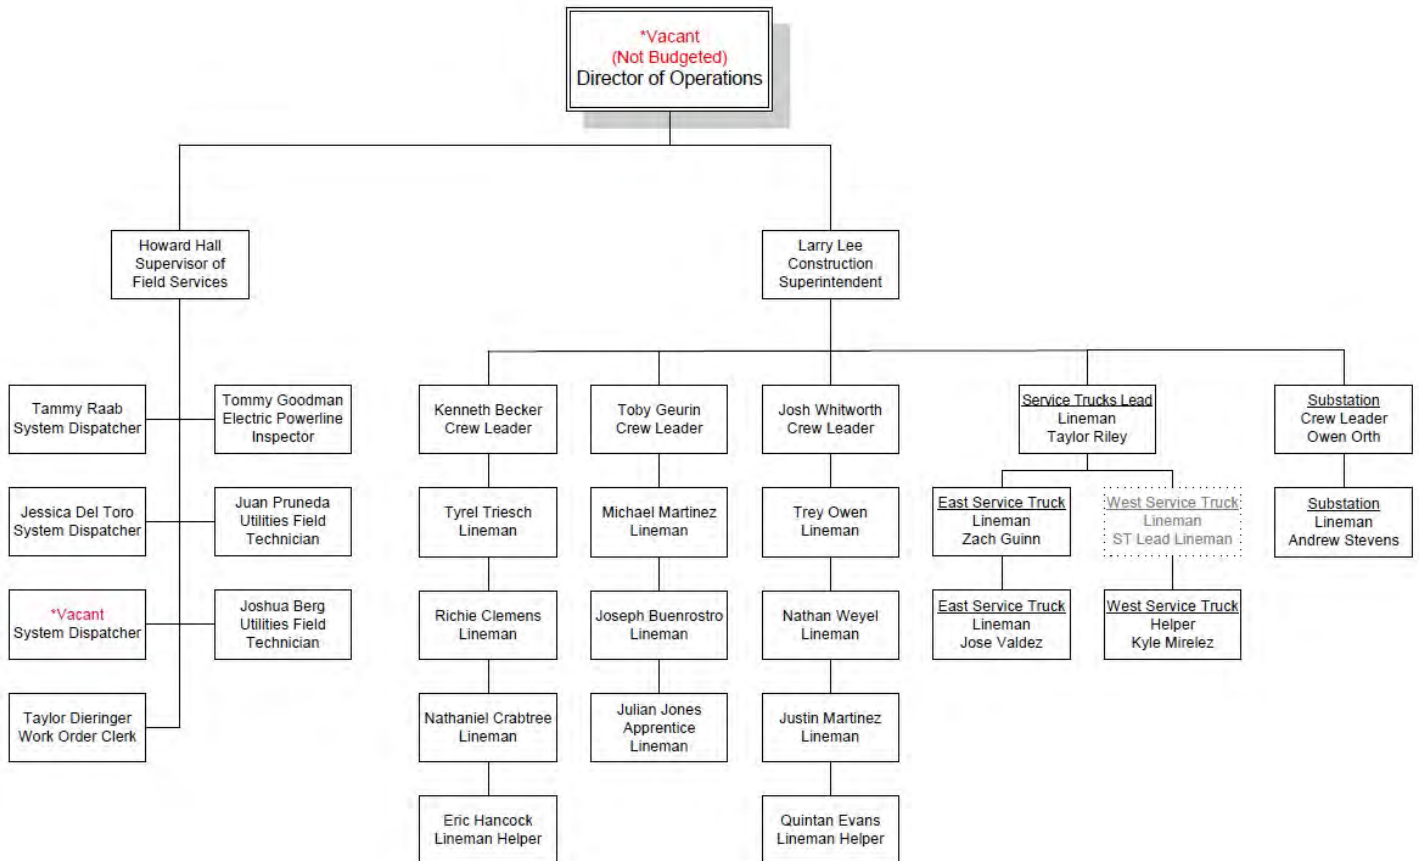 *Vacant
(Not Budgeted)
Director of Operations
Howard Hall
Supervisor of
Field Services
Larry Lee
Construction
Superintendent
Tammy Raab
System Dispatcher
Tommy Goodman
Electric Powerline
Inspector
Jessica Del Toro
System Dispatcher
Juan Pruneda
Utilities Field
Technician
*Vacant
System Dispatcher
Joshua Berg
Utilities Field
Technician
Taylor Dieringer
Work Order Clerk
Kenneth Becker
Crew Leader
Tyrel Triesch
Lineman
Richie Clemens
Lineman
Nathaniel Crabtree
Lineman
Eric Hancock
Lineman Helper
Toby Geurin
Crew Leader
Michael Martinez
Lineman
Joseph Buenrostro
Lineman
Julian Jones
Apprentice
Lineman
Josh Whitworth
Crew Leader
Trey Owen
Lineman
Nathan Weyel
Lineman
Justin Martinez
Lineman
Quintan Evans
Lineman Helper
Service Trucks Lead
Lineman
Taylor Riley
East Service Truck
Lineman
Zach Guinn
East Service Truck
Lineman
Jose Valdez
West Service Truck
Lineman
ST Lead Lineman
West Service Truck
Helper
Kyle Mirelez
Substation
Crew Leader
Owen Orth
Substation
Lineman
Andrew Stevens